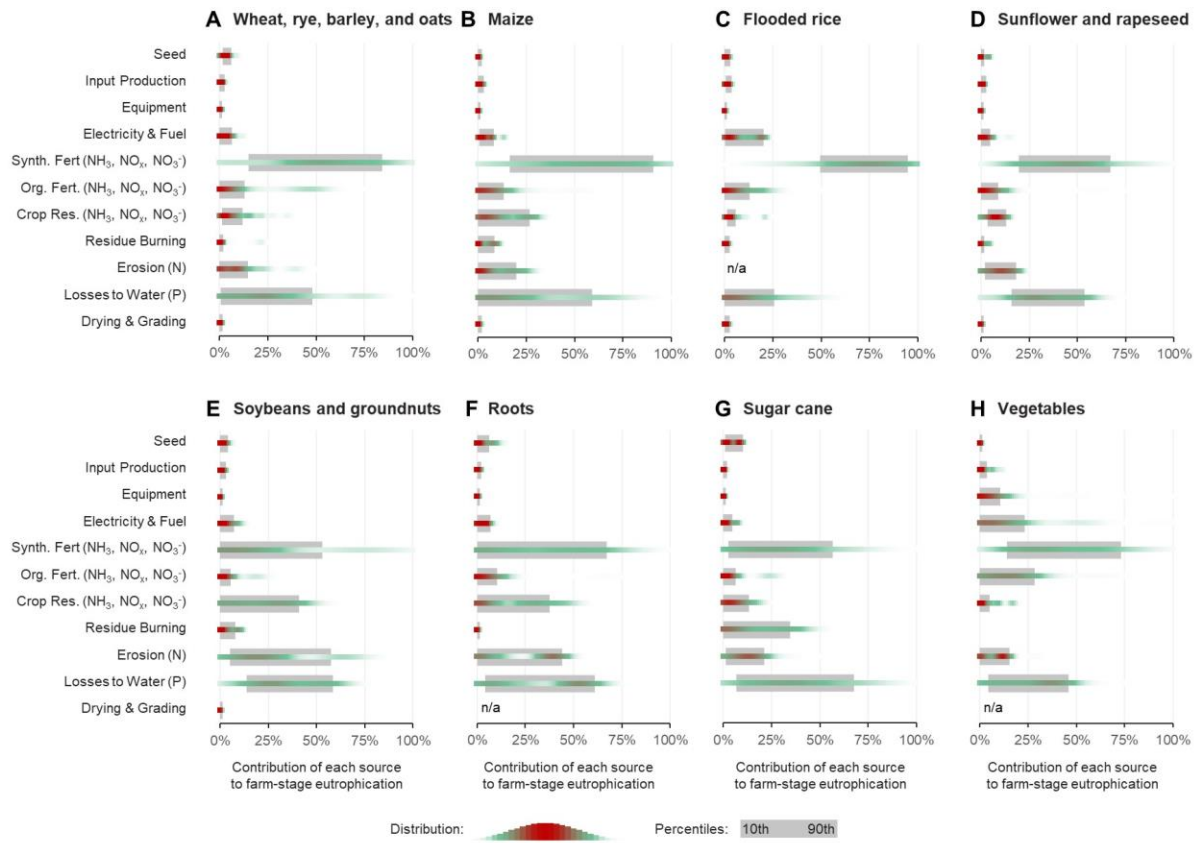 A Wheat, rye, barley, and oats B Maize C Flooded rice D Sunflower and rapeseed
Seed
Input Production
Equipment
Electricity & Fuel
Synth. Fert (NH₃, NOₓ, NO₃⁻)
Org. Fert. (NH₃, NOₓ, NO₃⁻)
Crop Res. (NH₃, NOₓ, NO₃⁻)
Residue Burning
Erosion (N) n/a
Losses to Water (P)
Drying & Grading
0% 25% 50% 75% 100% 0% 25% 50% 75% 100% 0% 25% 50% 75% 100% 0% 25% 50% 75% 100%
E Soybeans and groundnuts F Roots G Sugar cane H Vegetables
Seed
Input Production
Equipment
Electricity & Fuel
Synth. Fert (NH₃, NOₓ, NO₃⁻)
Org. Fert. (NH₃, NOₓ, NO₃⁻)
Crop Res. (NH₃, NOₓ, NO₃⁻)
Residue Burning
Erosion (N)
Losses to Water (P)
Drying & Grading n/a n/a
0% 25% 50% 75% 100% 0% 25% 50% 75% 100% 0% 25% 50% 75% 100% 0% 25% 50% 75% 100%
Contribution of each source Contribution of each source Contribution of each source Contribution of each source
to farm-stage eutrophication to farm-stage eutrophication to farm-stage eutrophication to farm-stage eutrophication
Distribution: Percentiles: 10th 90th